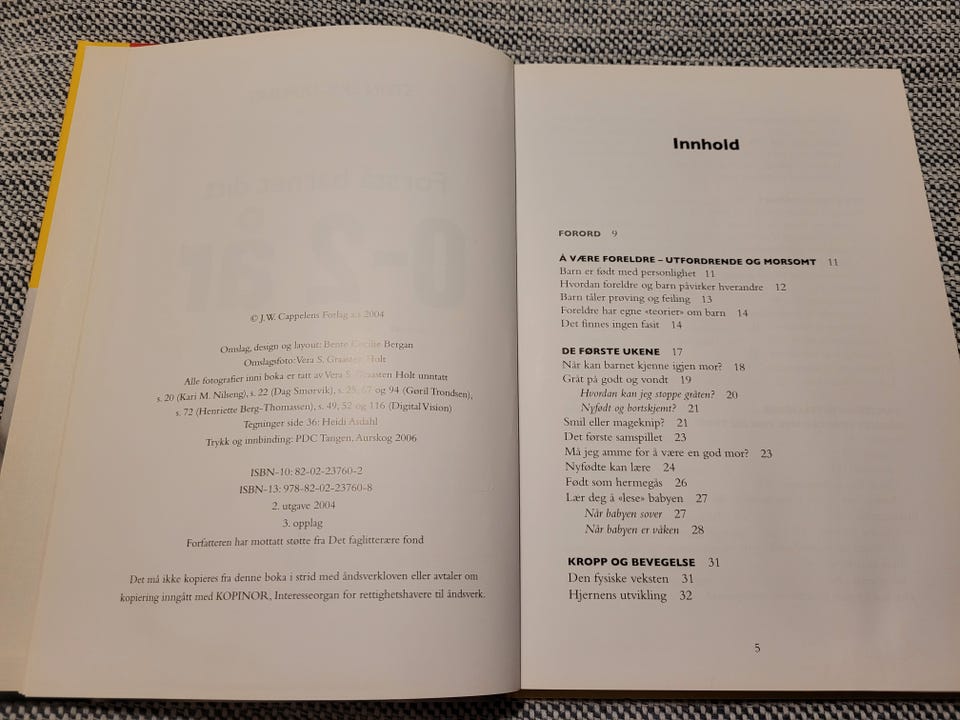 © J.W. Cappelens Forlag a.s 2004
Omslag, design og layout: Bente Cecilie Bergan
Omslagsfoto: Vera S. Graasten Holt
Alle fotografier inni boka er tatt av Vera S. Graasten Holt unntatt
s. 20 (Kari M. Nilseng), s. 22 (Dag Smørvik), s. 25, 67 og 94 (Gøril Trondsen),
s. 72 (Henriette Berg-Thomassen), s. 49, 52 og 116 (Digital Vision)
Tegninger side 36: Heidi Asdahl
Trykk og innbinding: PDC Tangen, Aurskog 2006
ISBN-10: 82-02-23760-2
ISBN-13: 978-82-02-23760-8
2. utgave 2004
3. opplag
Forfatteren har mottatt støtte fra Det faglitterære fond
Det må ikke kopieres fra denne boka i strid med åndsverkloven eller avtaler om
kopiering inngått med KOPINOR, Interesseorgan for rettighetshavere til åndsverk.
Innhold
FORORD 9
Å VÆRE FORELDRE – UTFORDRENDE OG MORSOMT 11
Barn er født med personlighet 11
Hvordan foreldre og barn påvirker hverandre 12
Barn tåler prøving og feiling 13
Foreldre har egne «teorier» om barn 14
Det finnes ingen fasit 14
DE FØRSTE UKENE 17
Når kan barnet kjenne igjen mor? 18
Gråt på godt og vondt 19
Hvordan kan jeg stoppe gråten? 20
Nyfødt og bortskjemt? 21
Smil eller mageknip? 21
Det første samspillet 23
Må jeg amme for å være en god mor? 23
Nyfødte kan lære 24
Født som hermegås 26
Lær deg å «lese» babyen 27
Når babyen sover 27
Når babyen er våken 28
KROPP OG BEVEGELSE 31
Den fysiske veksten 31
Hjernens utvikling 32
5